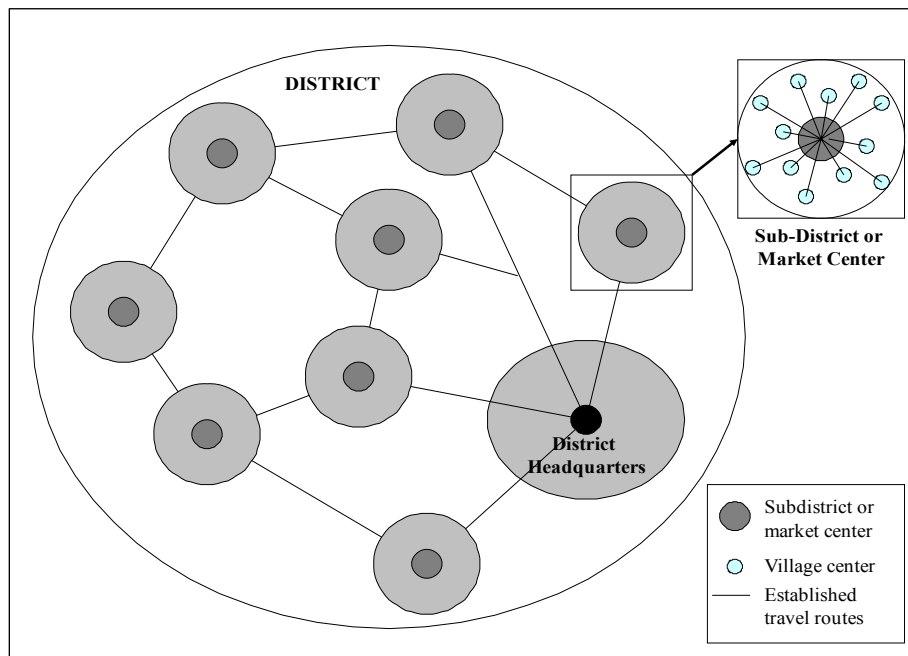 DISTRICT
Sub-District or
Market Center
District
Headquarters
Subdistrict or
market center
Village center
Established
travel routes